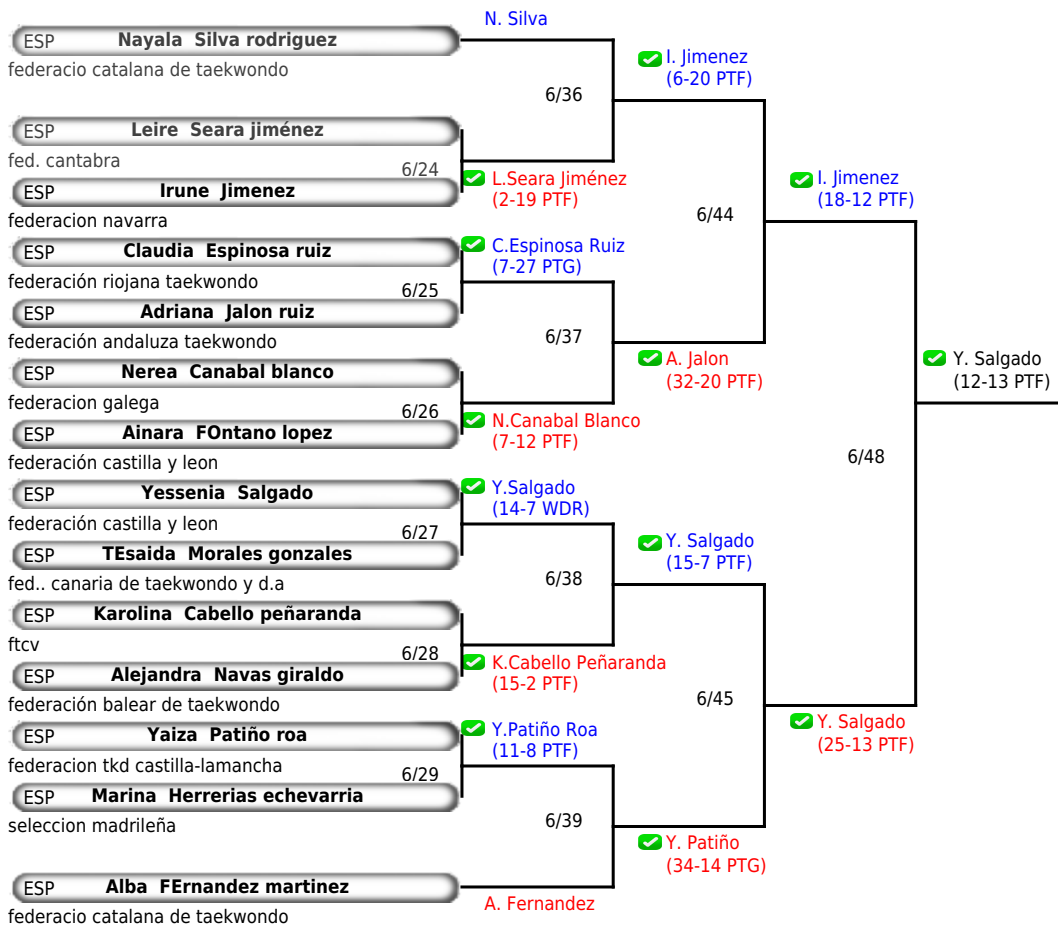 N. Silva
ESP Nayala Silva rodriguez
federacio catalana de taekwondo
I. Jimenez
(6-20 PTF)
6/36
ESP Leire Seara jiménez
fed. cantabra
6/24
L.Seara Jiménez
(2-19 PTF)
ESP Irune Jimenez
federacion navarra
I. Jimenez
(18-12 PTF)
6/44
ESP Claudia Espinosa ruiz
federación riojana taekwondo
C.Espinosa Ruiz
(7-27 PTG)
6/25
ESP Adriana Jalon ruiz
federación andaluza taekwondo
6/37
A. Jalon
(32-20 PTF)
ESP Nerea Canabal blanco
federacion galega
6/26
N.Canabal Blanco
(7-12 PTF)
ESP Ainara FOntano lopez
federación castilla y leon
Y. Salgado
(12-13 PTF)
6/48
ESP Yessenia Salgado
federación castilla y leon
Y.Salgado
(14-7 WDR)
6/27
ESP TEsaida Morales gonzales
fed.. canaria de taekwondo y d.a
Y. Salgado
(15-7 PTF)
6/38
ESP Karolina Cabello peñaranda
ftcv
6/28
K.Cabello Peñaranda
(15-2 PTF)
ESP Alejandra Navas giraldo
federación balear de taekwondo
6/45
Y. Salgado
(25-13 PTF)
ESP Yaiza Patiño roa
federacion tkd castilla-lamancha
Y.Patiño Roa
(11-8 PTF)
6/29
ESP Marina Herrerias echevarria
seleccion madrileña
6/39
Y. Patiño
(34-14 PTG)
ESP Alba FErnandez martinez
federacio catalana de taekwondo
A. Fernandez